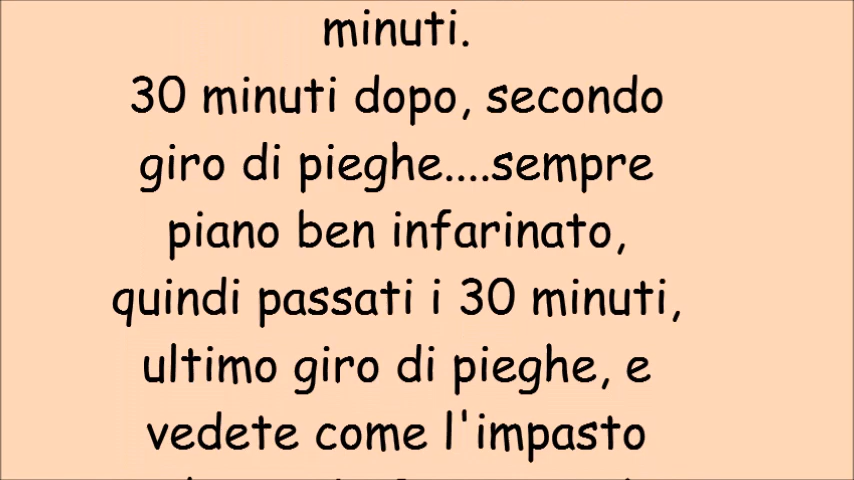 minuti.
30 minuti dopo, secondo
giro di pieghe....sempre
piano ben infarinato,
quindi passati i 30 minuti,
ultimo giro di pieghe, e
vedete come l'impasto